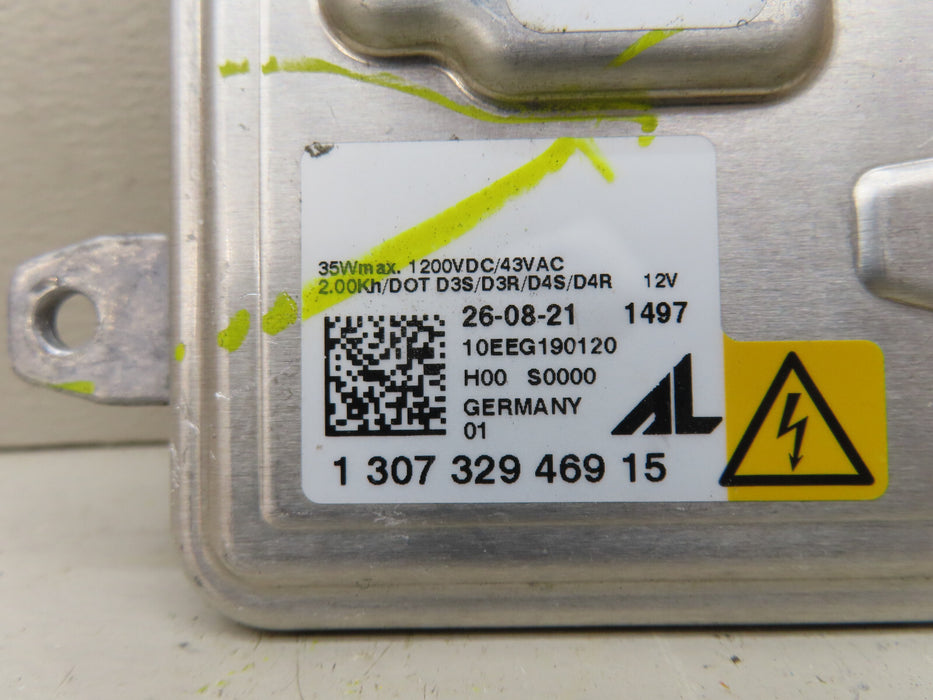 35Wmax. 1200VDC/43VAC
2.00Kh/DOT D3S/D3R/D4S/D4R 12V
26-08-21 1497
10EEG190120
H00 S0000
GERMANY
01
AL
1 307 329 469 15